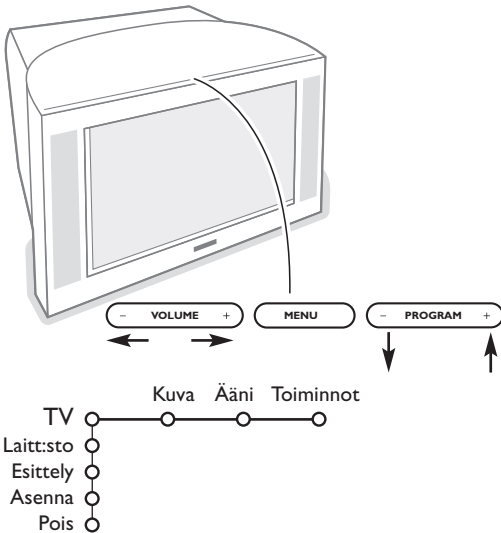 - VOLUME + MENU - PROGRAM +
Kuva Ääni Toiminnot
TV
Laitt:sto
Esittely
Asenna
Pois